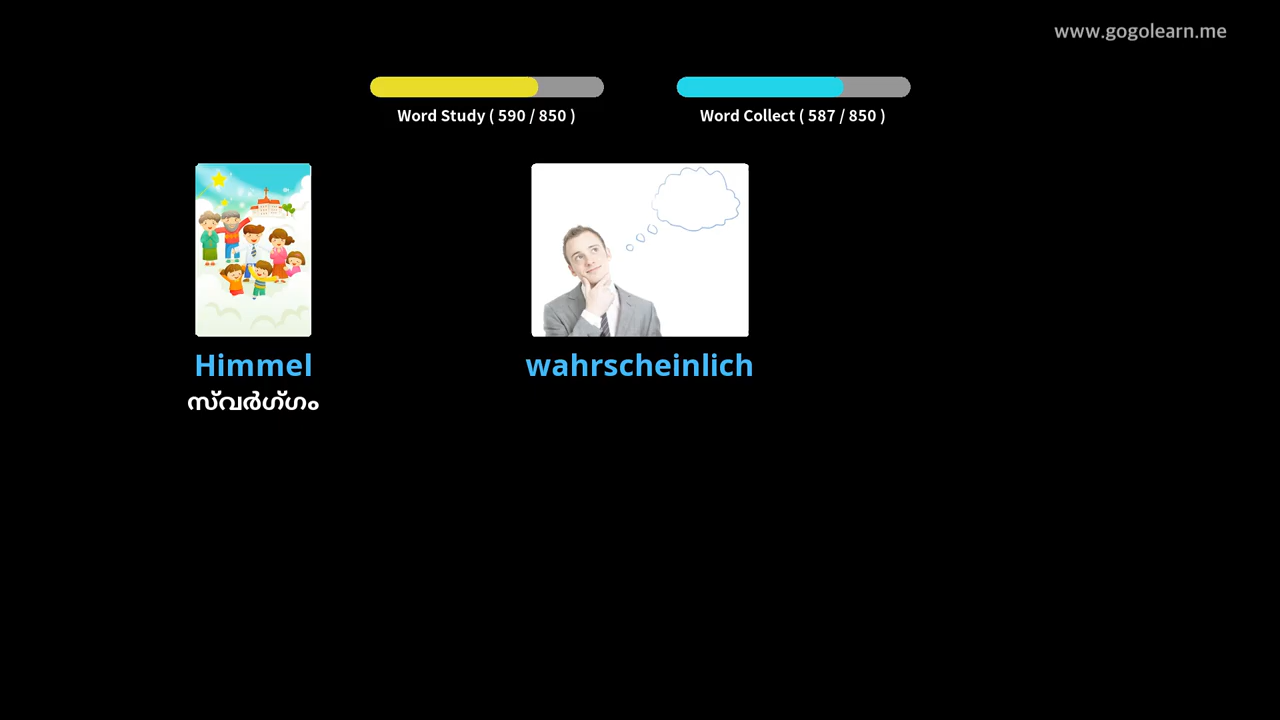 www.gogolearn.me
Word Study ( 590 / 850 )
Word Collect ( 587 / 850 )
Himmel
സ്വർഗ്ഗം
wahrscheinlich